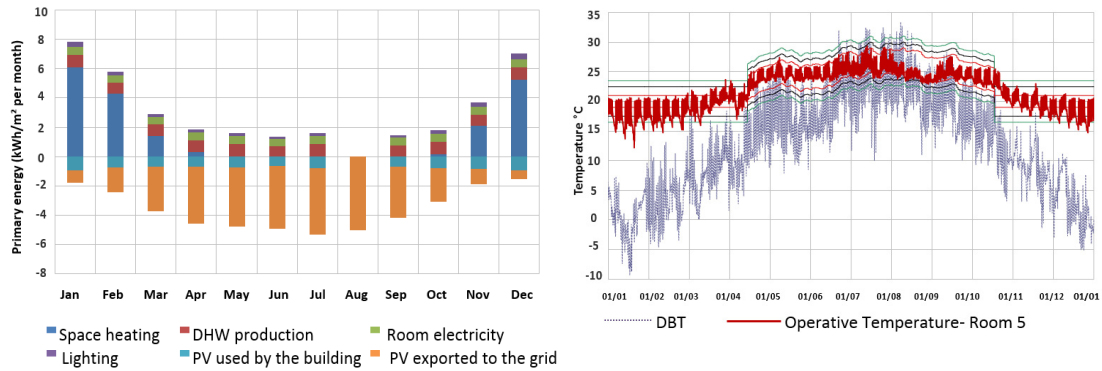 Primary energy (kWh/m² per month)
10
8
6
4
2
0
-2
-4
-6
-8
Jan Feb Mar Apr May Jun Jul Aug Sep Oct Nov Dec
Space heating DHW production Room electricity
Lighting PV used by the building PV exported to the grid
Temperature °C
35
30
25
20
15
10
5
0
-5
-10
01/01 01/02 01/03 01/04 01/05 01/06 01/07 01/08 01/09 01/10 01/11 01/12 01/01
DBT Operative Temperature- Room 5